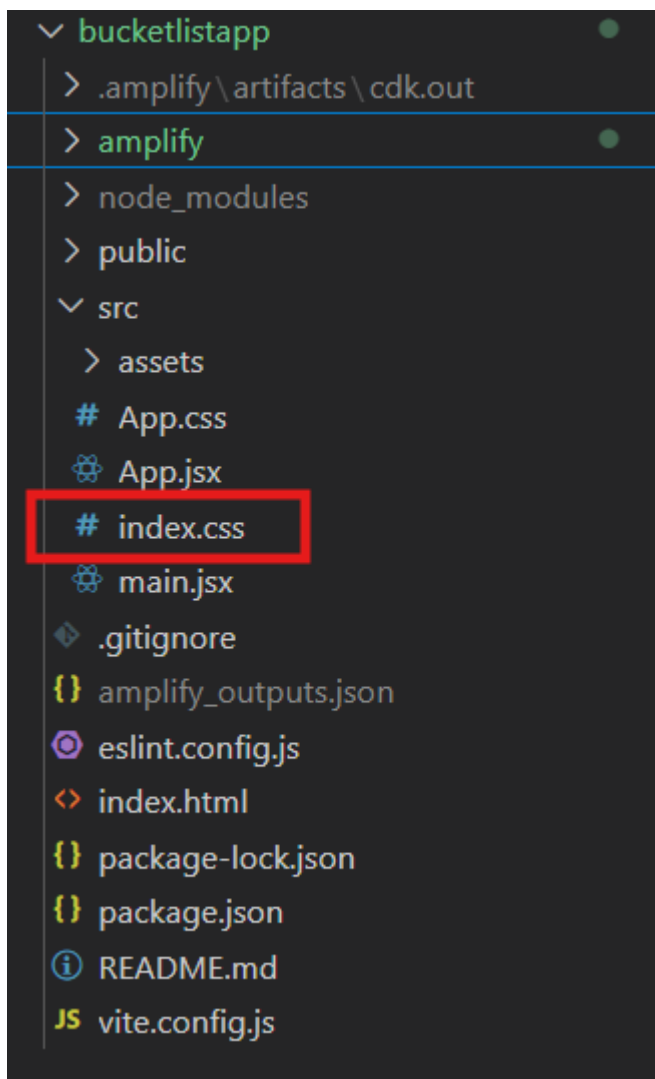 bucketlistapp
.amplify\artifacts\cdk.out
amplify
node_modules
public
src
assets
# App.css
App.jsx
# index.css
main.jsx
.gitignore
{} amplify_outputs.json
eslint.config.js
<> index.html
{} package-lock.json
{} package.json
README.md
JS vite.config.js